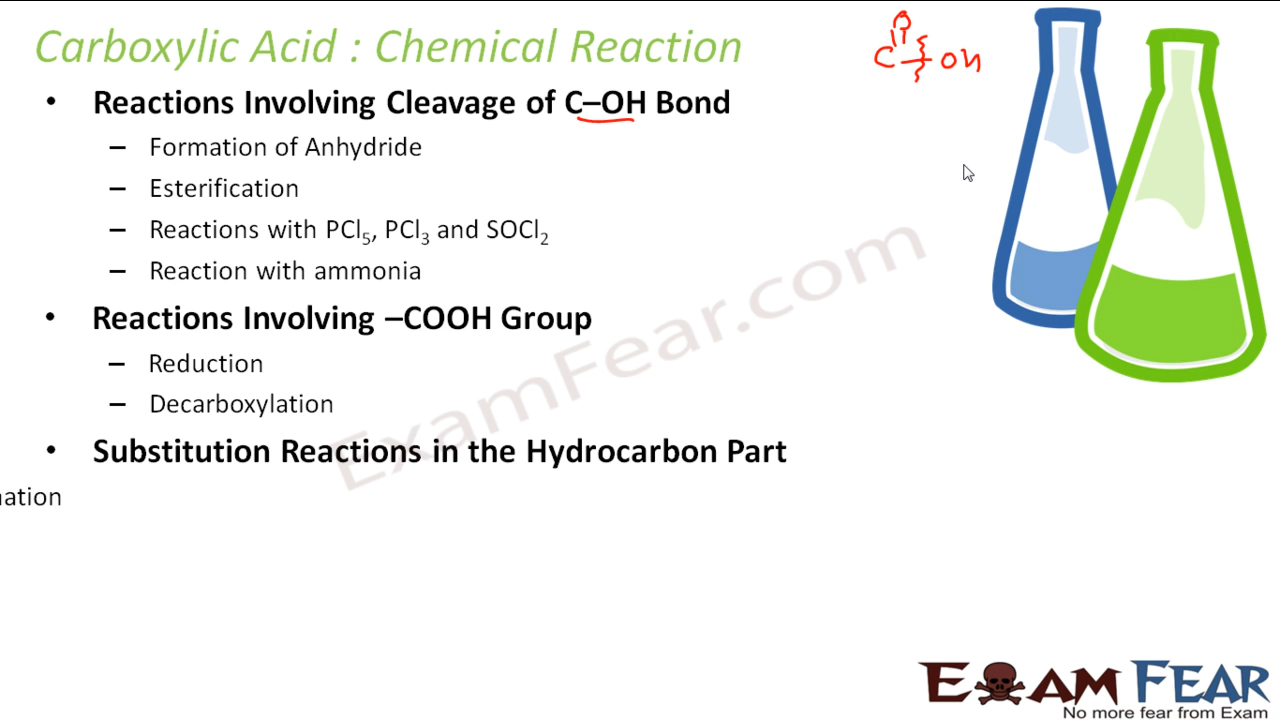 Carboxylic Acid : Chemical Reaction
C OH
• Reactions Involving Cleavage of C–OH Bond
– Formation of Anhydride
– Esterification
– Reactions with PCl₅, PCl₃ and SOCl₂
– Reaction with ammonia
• Reactions Involving –COOH Group
– Reduction
– Decarboxylation
• Substitution Reactions in the Hydrocarbon Part
ExamFear.com
EXAM FEAR
No more fear from Exam